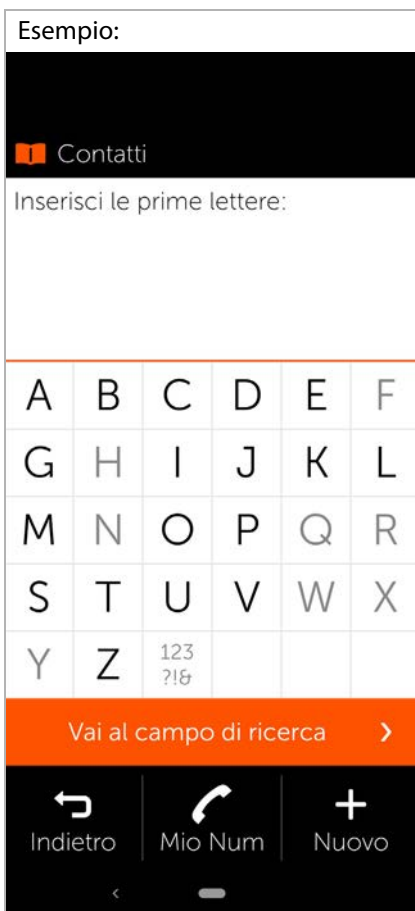 Esempio:
Contatti
Inserisci le prime lettere:
A B C D E F
G H I J K L
M N O P Q R
S T U V W X
Y Z 123
?!&
Vai al campo di ricerca
Indietro Mio Num Nuovo